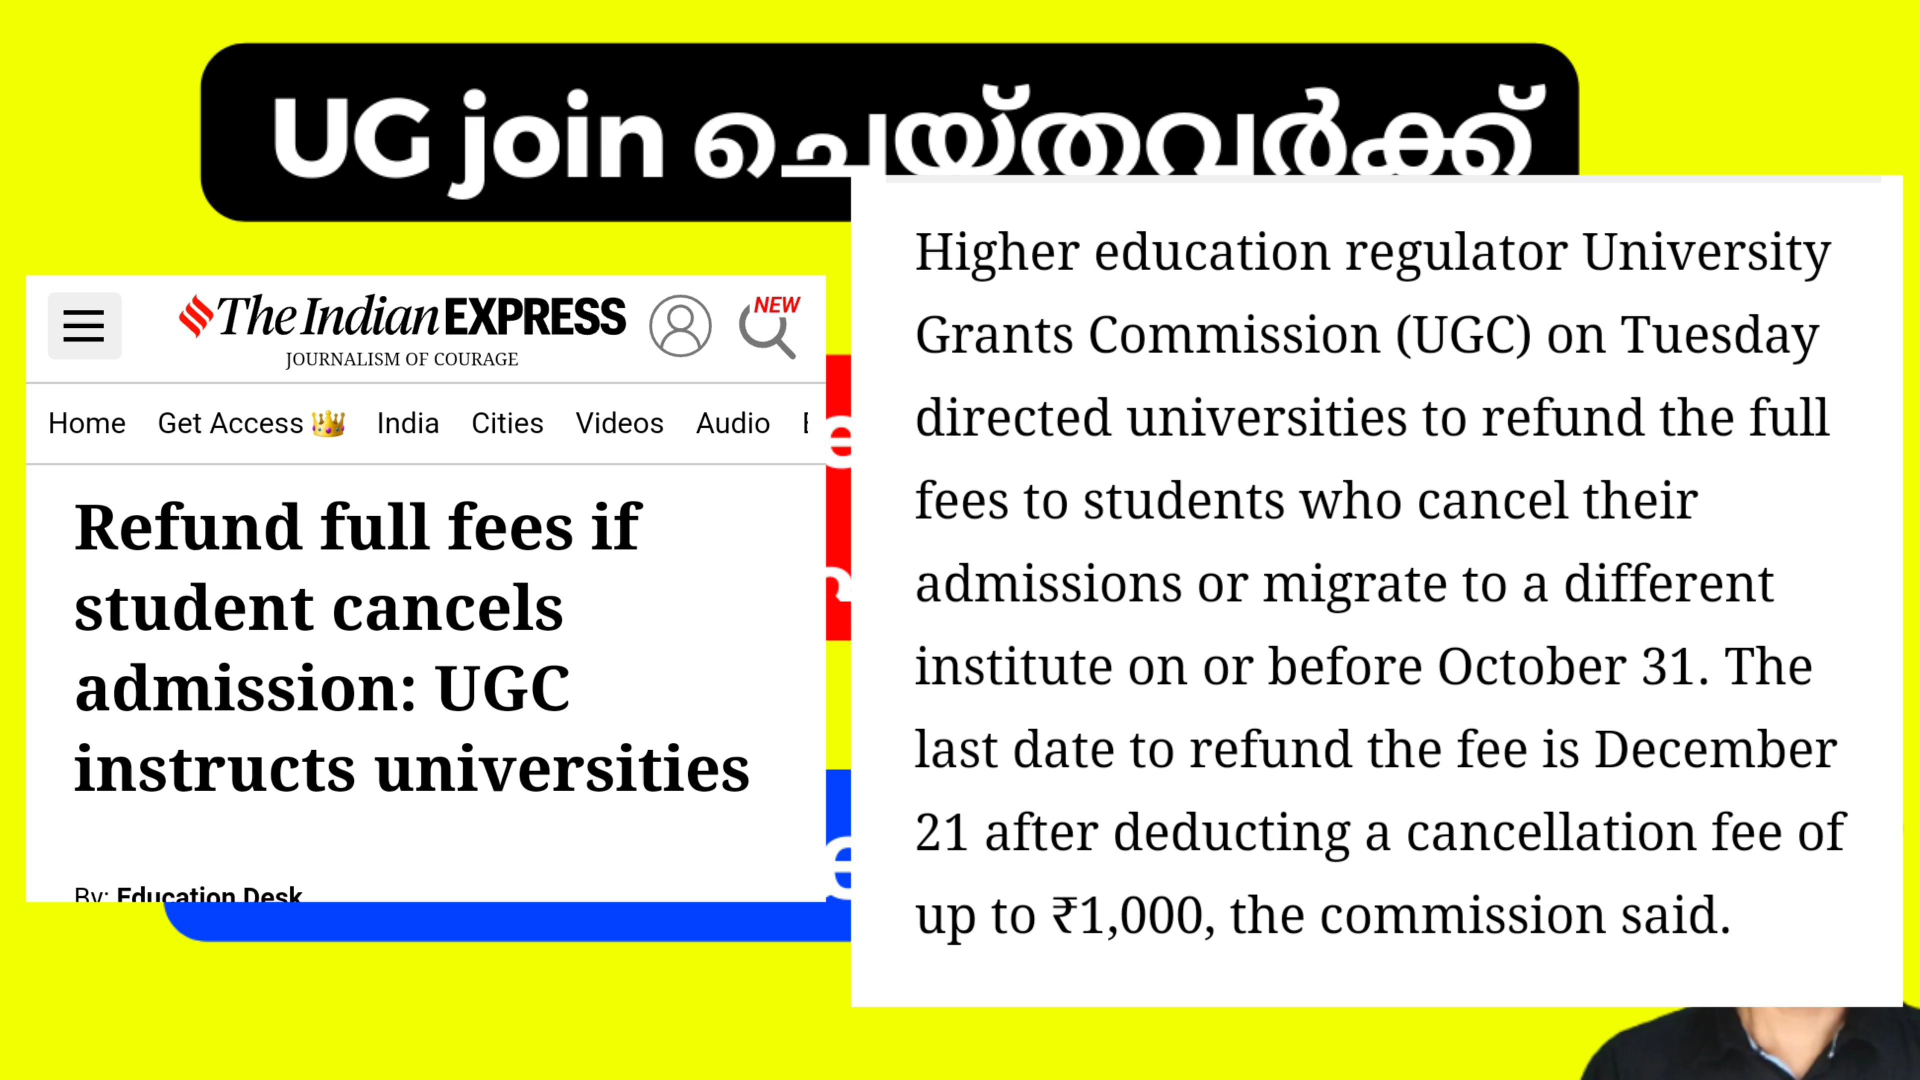 UG join ചെയ്തവർക്ക്
The Indian EXPRESS
JOURNALISM OF COURAGE
NEW
Home Get Access India Cities Videos Audio
Refund full fees if
student cancels
admission: UGC
instructs universities
By: Education Desk
Higher education regulator University
Grants Commission (UGC) on Tuesday
directed universities to refund the full
fees to students who cancel their
admissions or migrate to a different
institute on or before October 31. The
last date to refund the fee is December
21 after deducting a cancellation fee of
up to ₹1,000, the commission said.